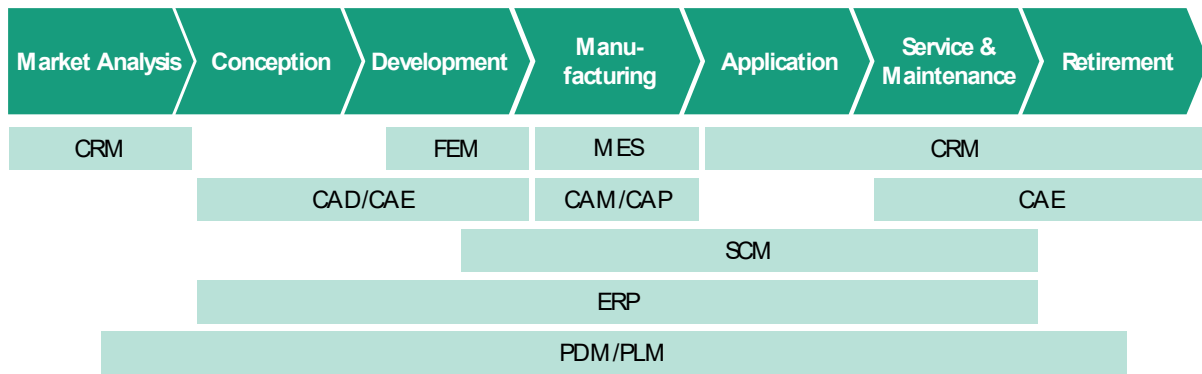 Market Analysis
Conception
Development
Manu-
facturing
Application
Service &
Maintenance
Retirement
CRM
FEM
MES
CRM
CAD/CAE
CAM/CAP
CAE
SCM
ERP
PDM/PLM